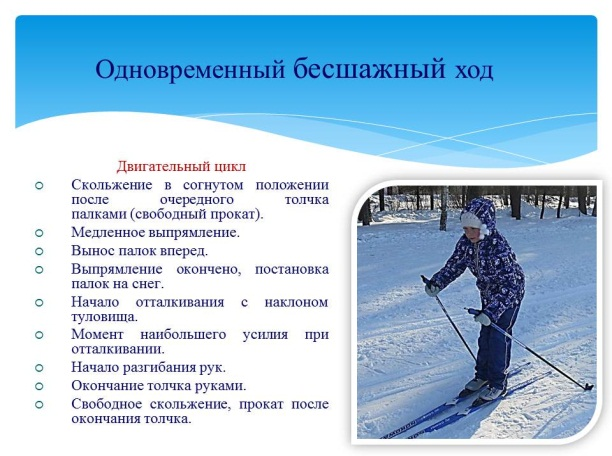 Одновременный бесшажный ход
Двигательный цикл
Скольжение в согнутом положении
после очередного толчка
палками (свободный прокат).
Медленное выпрямление.
Вынос палок вперед.
Выпрямление окончено, постановка
палок на снег.
Начало отталкивания с наклоном
туловища.
Момент наибольшего усилия при
отталкивании.
Начало разгибания рук.
Окончание толчка руками.
Свободное скольжение, прокат после
окончания толчка.